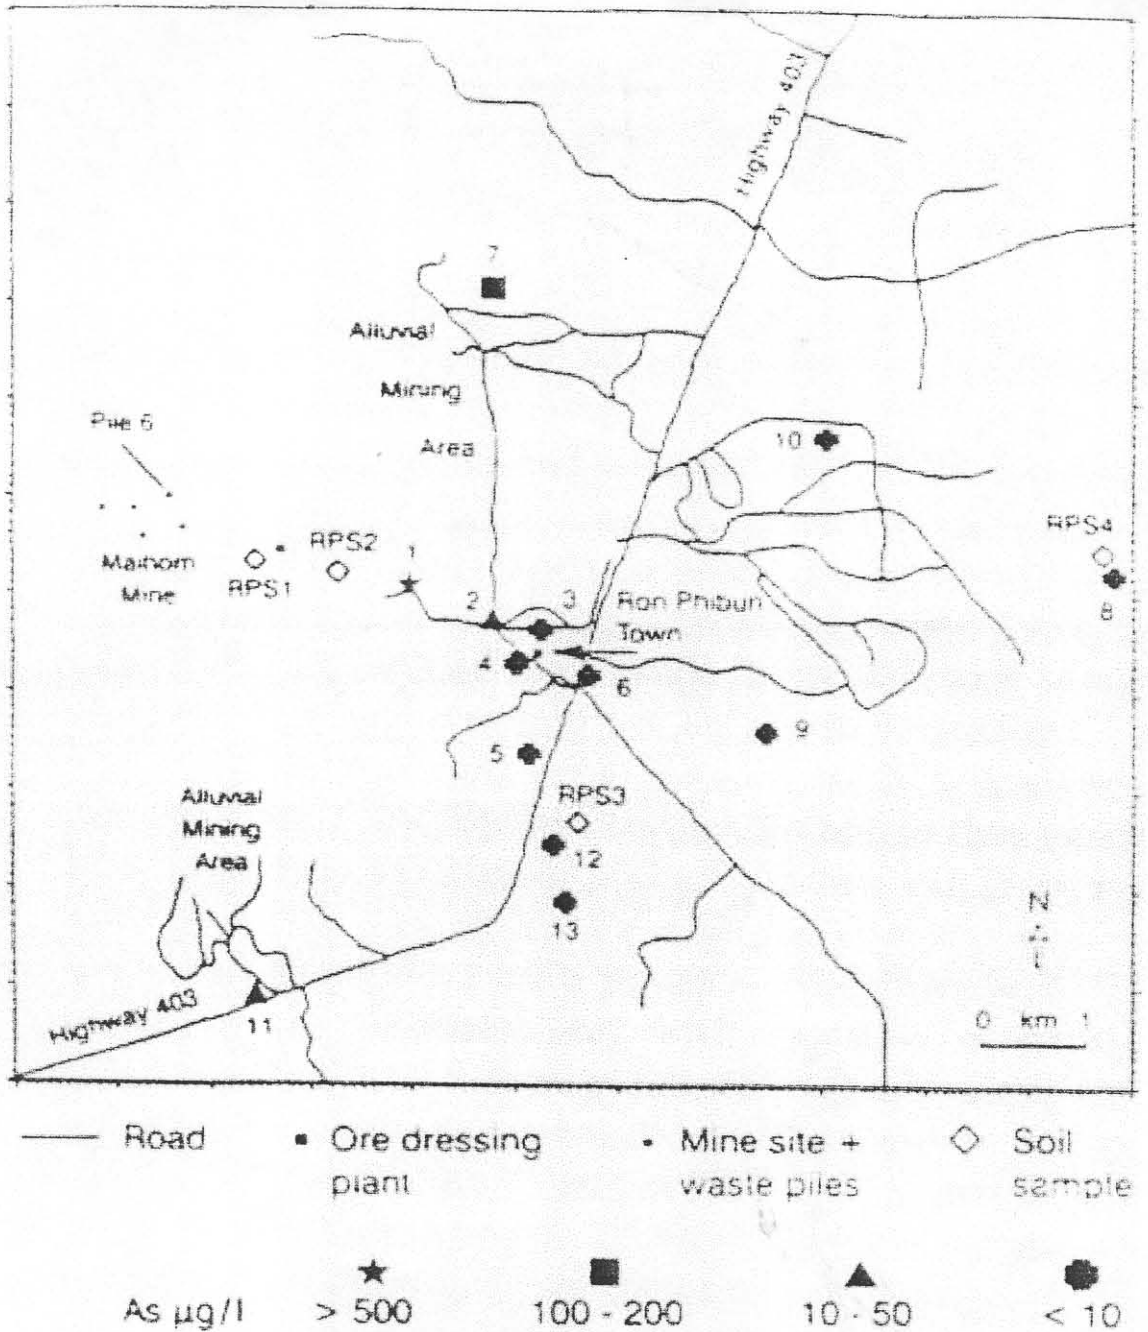 Highway 403
7
Alluvial
Mining
Area
Pile 6
10
RPS4
RPS2
1
Maihom
Mine
RPS1
2
3
Ron Phibun
Town
8
4
6
9
5
Alluvial
Mining
Area
RPS3
12
13
N
Highway 403
11
0 km 1
Road
Ore dressing
plant
Mine site +
waste piles
Soil
sample
As µg/l
> 500
100 - 200
10 - 50
< 10